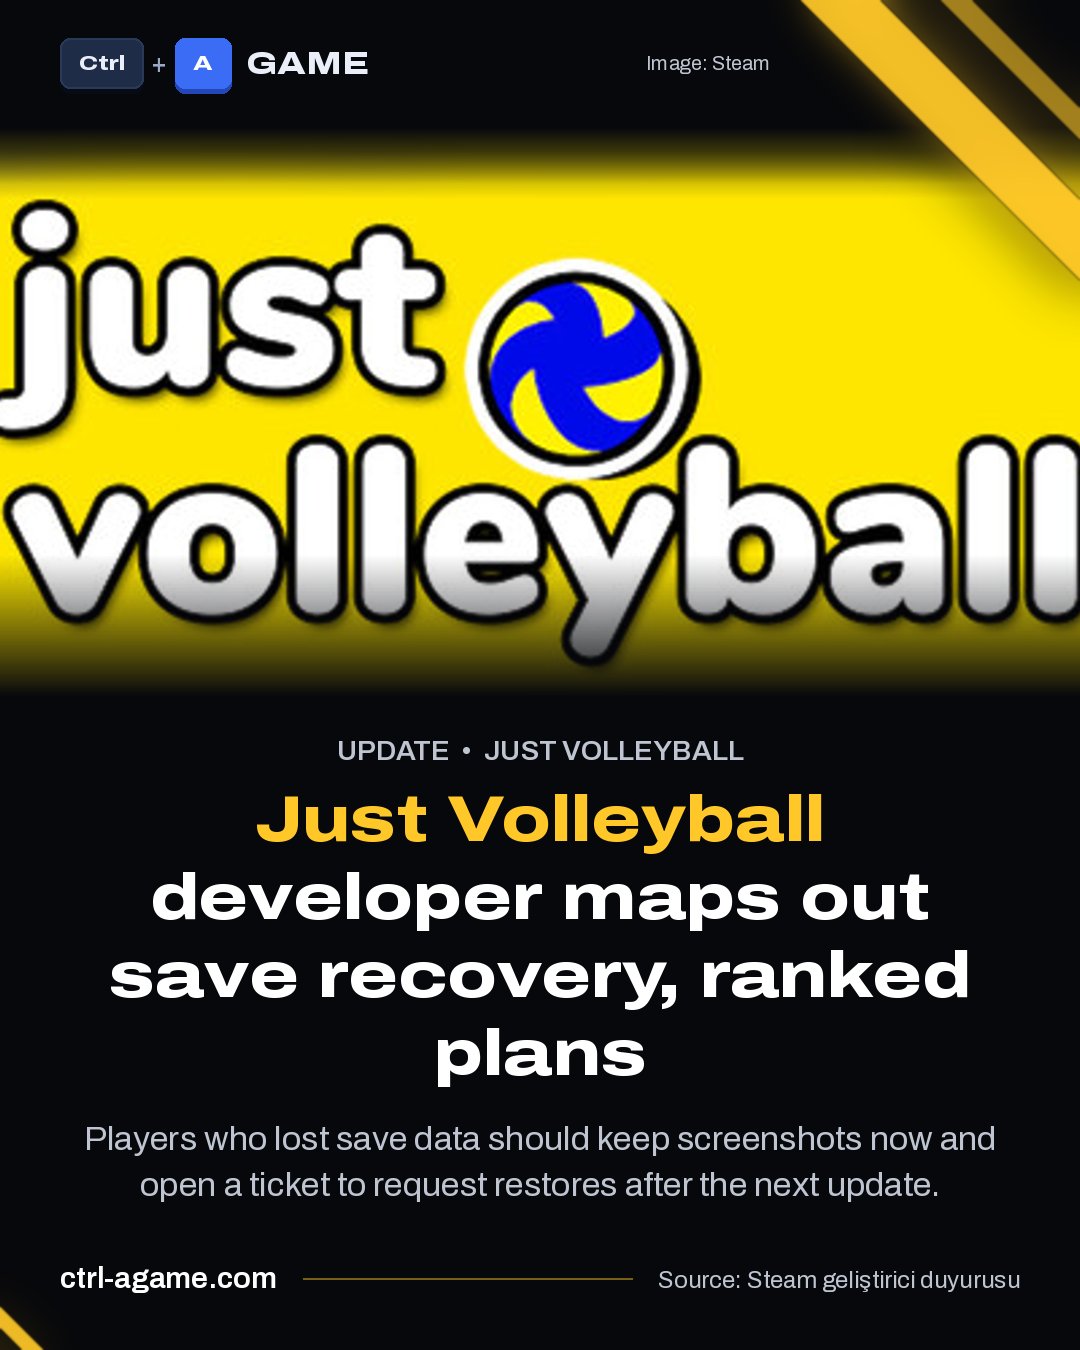 Ctrl + A GAME
Image: Steam
just
volleyball
UPDATE • JUST VOLLEYBALL
Just Volleyball
developer maps out
save recovery, ranked
plans
Players who lost save data should keep screenshots now and
open a ticket to request restores after the next update.
ctrl-agame.com
Source: Steam geliştirici duyurusu